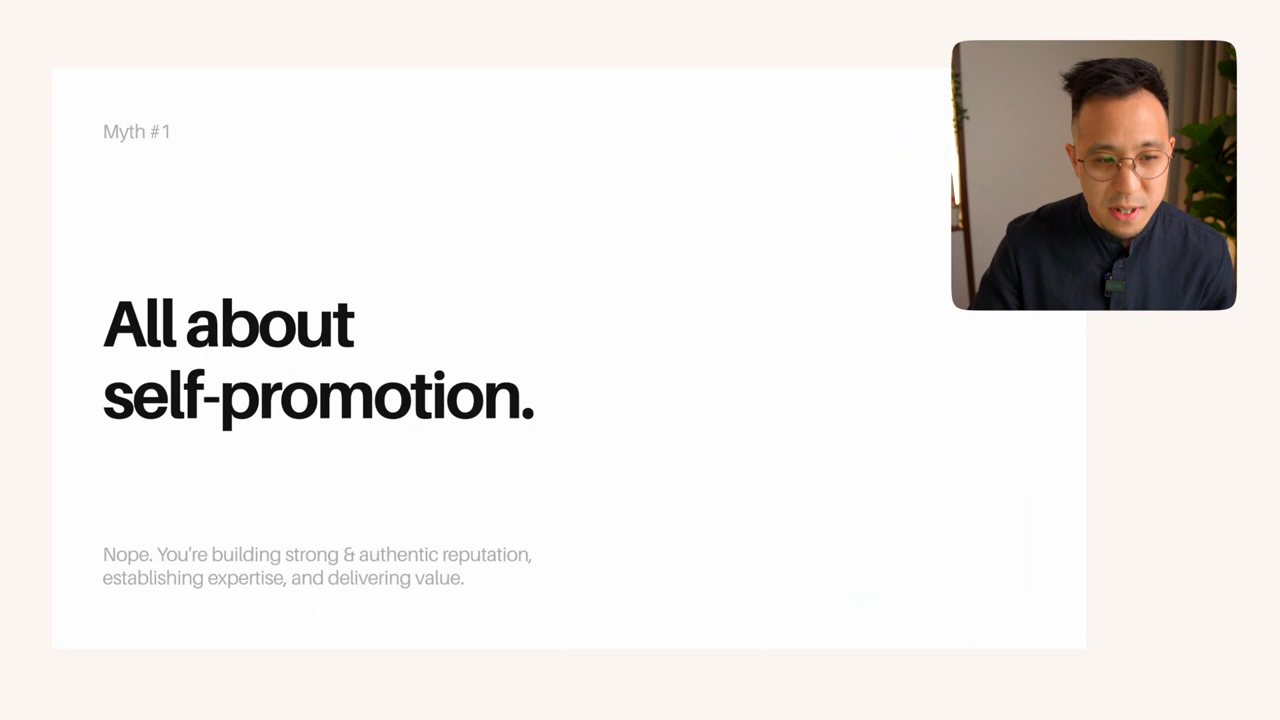 Myth #1
All about
self-promotion.
Nope. You're building strong & authentic reputation,
establishing expertise, and delivering value.